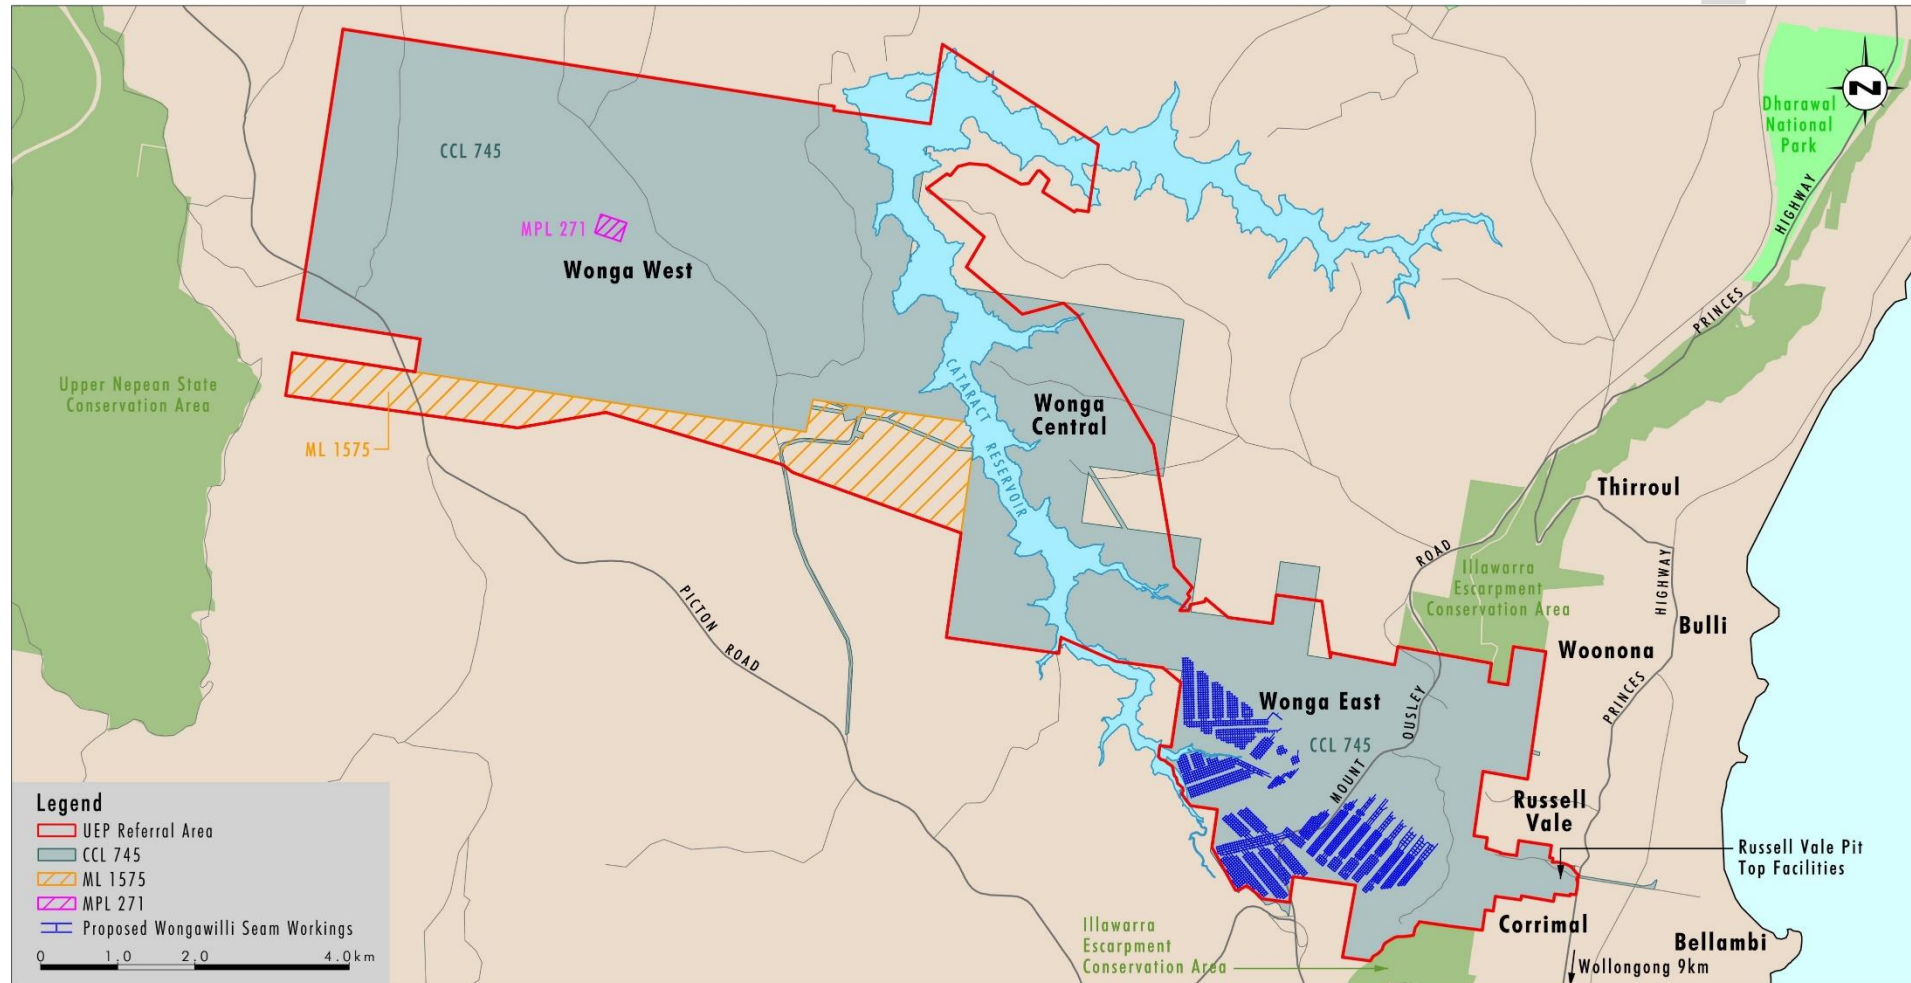 N
Dharawal
National
Park
HIGHWAY
PRINCES
CCL 745
MPL 271
Wonga West
Upper Nepean State
Conservation Area
ML 1575
CATARACT RESERVOIR
Wonga
Central
PICTON ROAD
Thirroul
ROAD
Illawarra
Escarpment
Conservation Area
HIGHWAY
Bulli
Woonona
PRINCES
Wonga East
CCL 745
OUSLEY
MOUNT
Russell
Vale
Russell Vale Pit
Top Facilities
Corrimal
Bellambi
Wollongong 9km
Illawarra
Escarpment
Conservation Area
Legend
UEP Referral Area
CCL 745
ML 1575
MPL 271
Proposed Wongawilli Seam Workings
0 1.0 2.0 4.0km